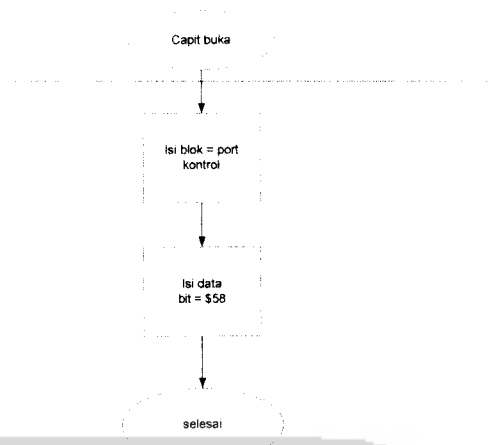 Capit buka
Isi blok = port
kontrol
Isi data
bit = $58
selesai